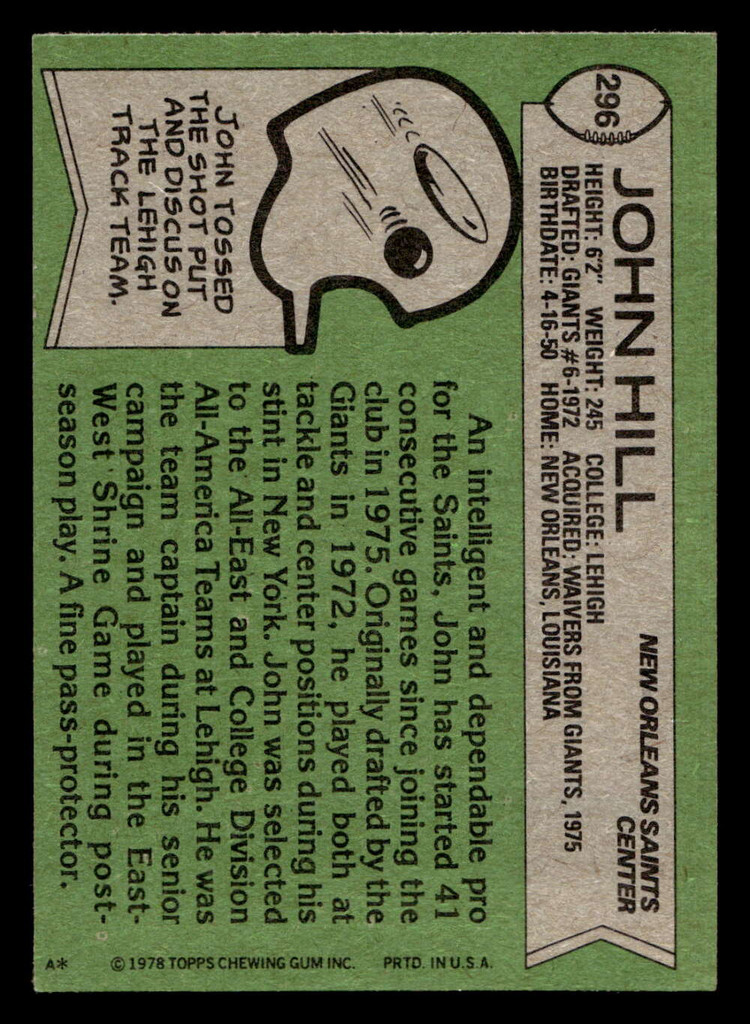 296
JOHN HILL
NEW ORLEANS SAINTS
CENTER
HEIGHT: 6'2" WEIGHT: 245 COLLEGE: LEHIGH
DRAFTED: GIANTS #6-1972 ACQUIRED: WAIVERS FROM GIANTS, 1975
BIRTHDATE: 4-16-50 HOME: NEW ORLEANS, LOUISIANA
JOHN TOSSED
THE SHOT PUT
AND DISCUS ON
THE LEHIGH
TRACK TEAM.
An intelligent and dependable pro
for the Saints, John has started 41
consecutive games since joining the
club in 1975. Originally drafted by the
Giants in 1972, he played both at
tackle and center positions during his
stint in New York. John was selected
to the All-East and College Division
All-America Teams at Lehigh. He was
the team captain during his senior
campaign and played in the East-
West Shrine Game during post-
season play. A fine pass-protector.
A* © 1978 TOPPS CHEWING GUM INC. PRTD. IN U.S.A.